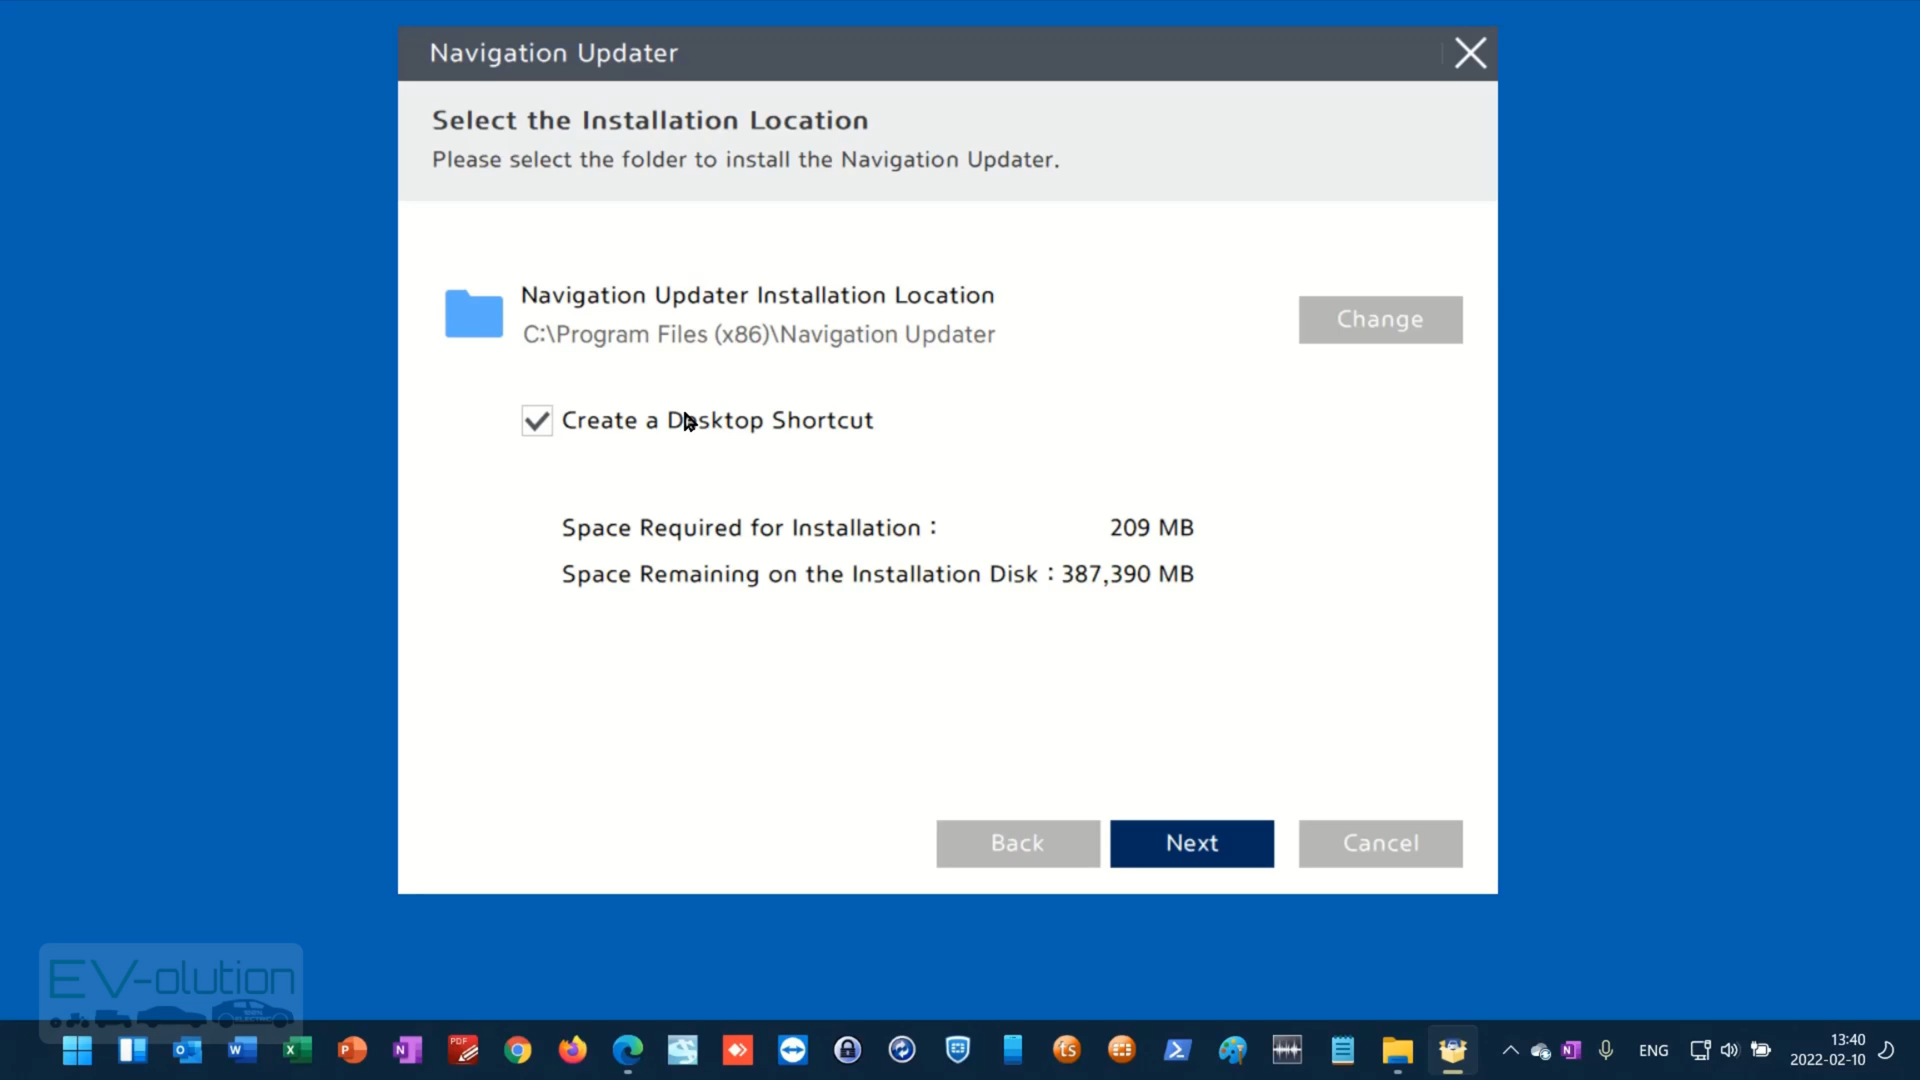 Navigation Updater
Select the Installation Location
Please select the folder to install the Navigation Updater.
Navigation Updater Installation Location
C:\Program Files (x86)\Navigation Updater
Change
Create a Desktop Shortcut
Space Required for Installation : 209 MB
Space Remaining on the Installation Disk : 387,390 MB
Back
Next
Cancel
EV-olution
ENG
13:40
2022-02-10